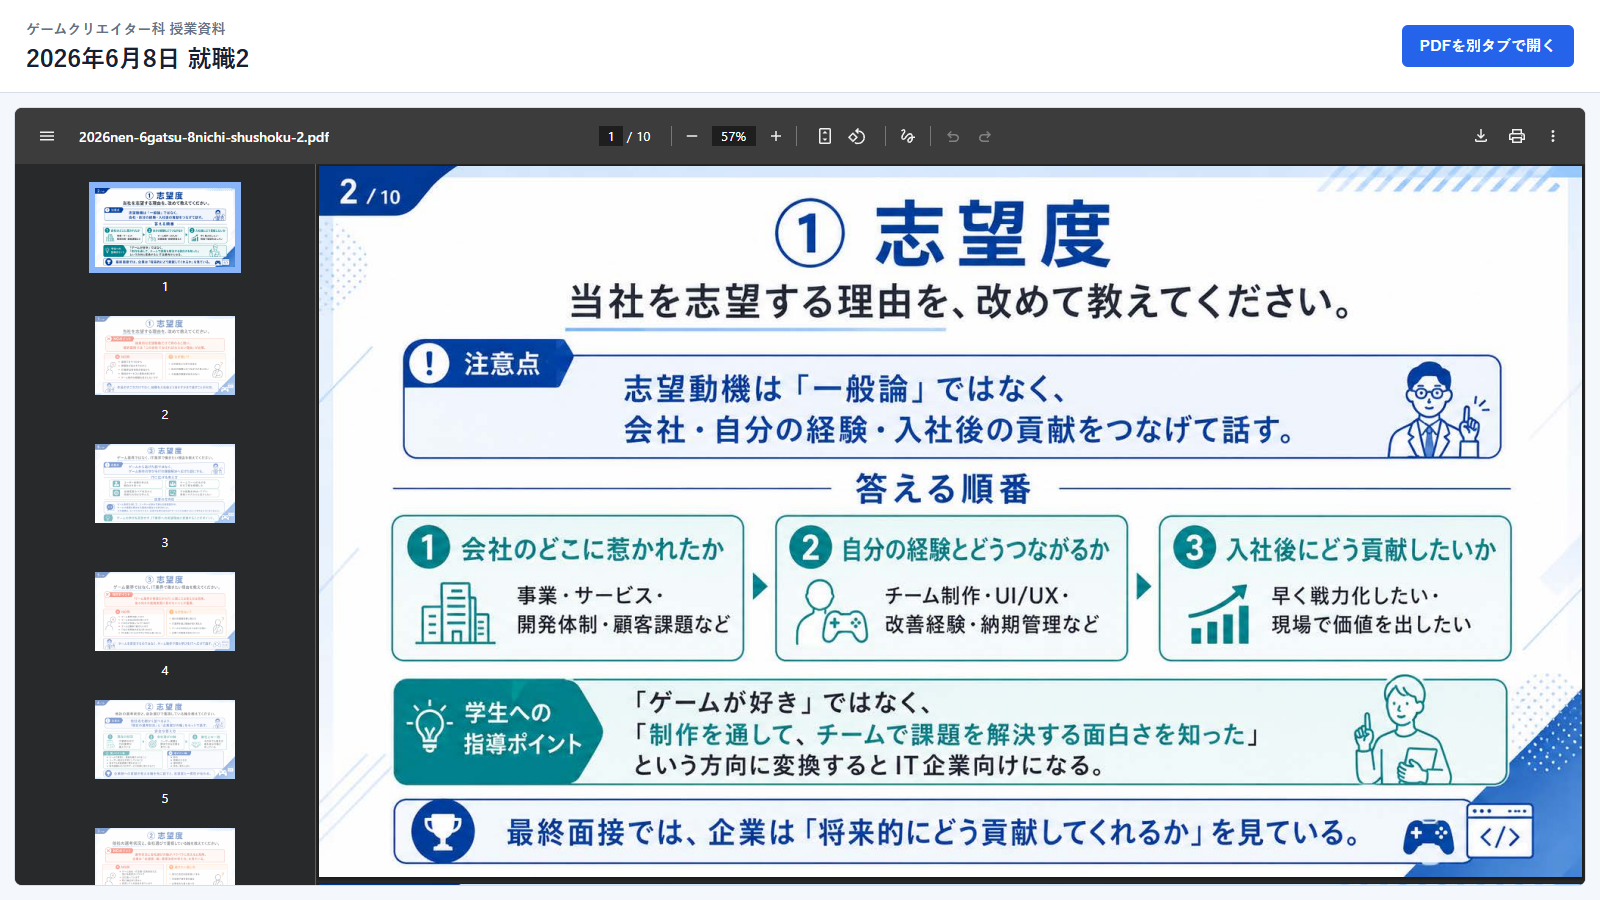 ゲームクリエイター科 授業資料
2026年6月8日 就職2
PDFを別タブで開く
2026nen-6gatsu-8nichi-shushoku-2.pdf
1 / 10
57%
1
2
3
4
5
2 / 10
① 志望度
当社を志望する理由を、改めて教えてください。
! 注意点
志望動機は「一般論」ではなく、
会社・自分の経験・入社後の貢献をつなげて話す。
答える順番
1 会社のどこに惹かれたか
事業・サービス・
開発体制・顧客課題など
2 自分の経験とどうつながるか
チーム制作・UI/UX・
改善経験・納期管理など
3 入社後にどう貢献したいか
早く戦力化したい・
現場で価値を出したい
学生への
指導ポイント
「ゲームが好き」ではなく、
「制作を通して、チームで課題を解決する面白さを知った」
という方向に変換するとIT企業向けになる。
最終面接では、企業は「将来的にどう貢献してくれるか」を見ている。